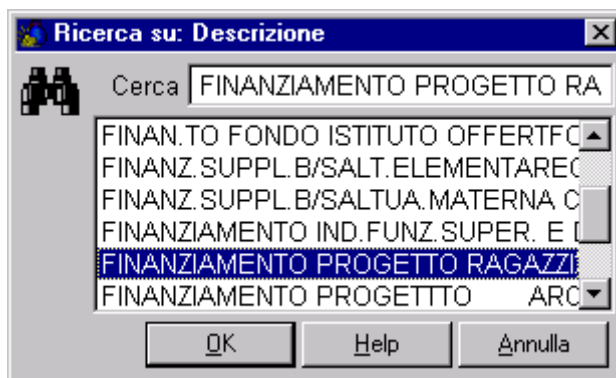 Ricerca su: Descrizione
Cerca FINANZIAMENTO PROGETTO RA
FINAN.TO FONDO ISTITUTO OFFERTFO
FINANZ.SUPPL.B/SALT.ELEMENTAREC
FINANZ.SUPPL.B/SALTUA.MATERNA C
FINANZIAMENTO IND.FUNZ.SUPER. E D
FINANZIAMENTO PROGETTO RAGAZZI
FINANZIAMENTO PROGETTTO ARC
OK Help Annulla